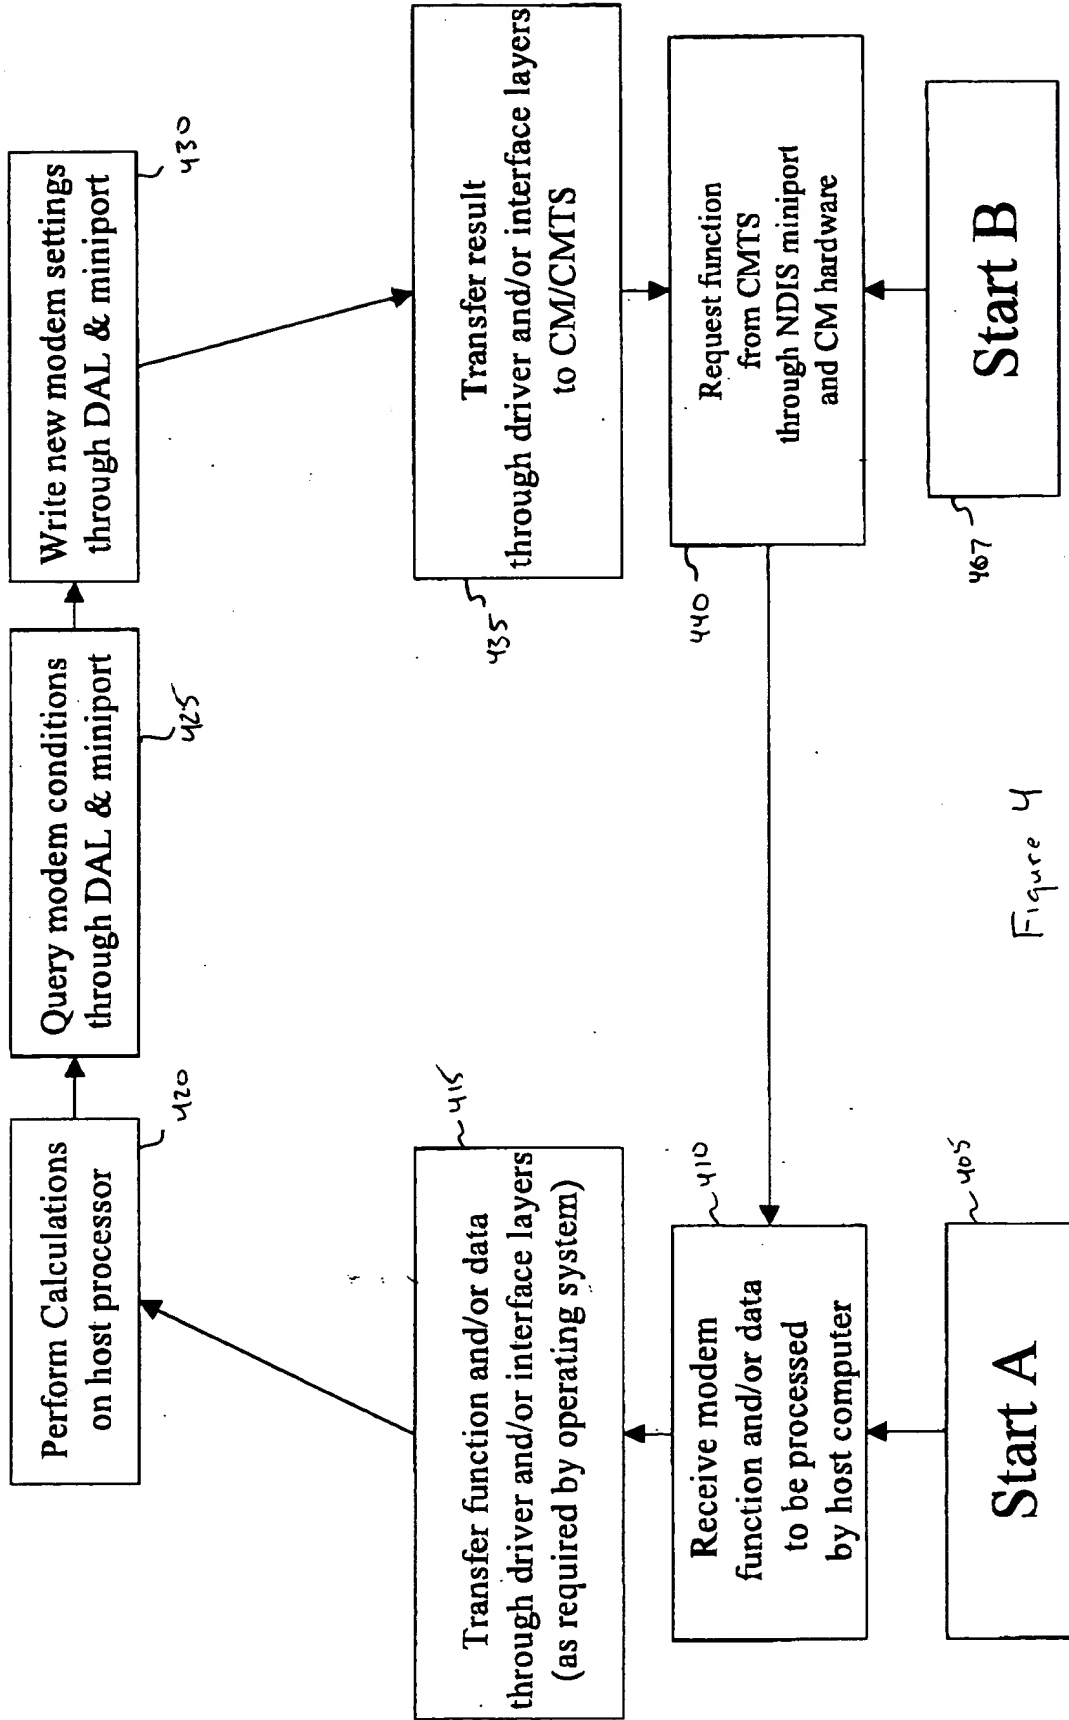 Perform Calculations
on host processor
420
Query modem conditions
through DAL & miniport
425
Write new modem settings
through DAL & miniport
430
Transfer function and/or data
through driver and/or interface layers
(as required by operating system)
415
Transfer result
through driver and/or interface layers
to CM/CMTS
435
Receive modem
function and/or data
to be processed
by host computer
410
Request function
from CMTS
through NDIS miniport
and CM hardware
440
Start A
405
Start B
467
Figure 4